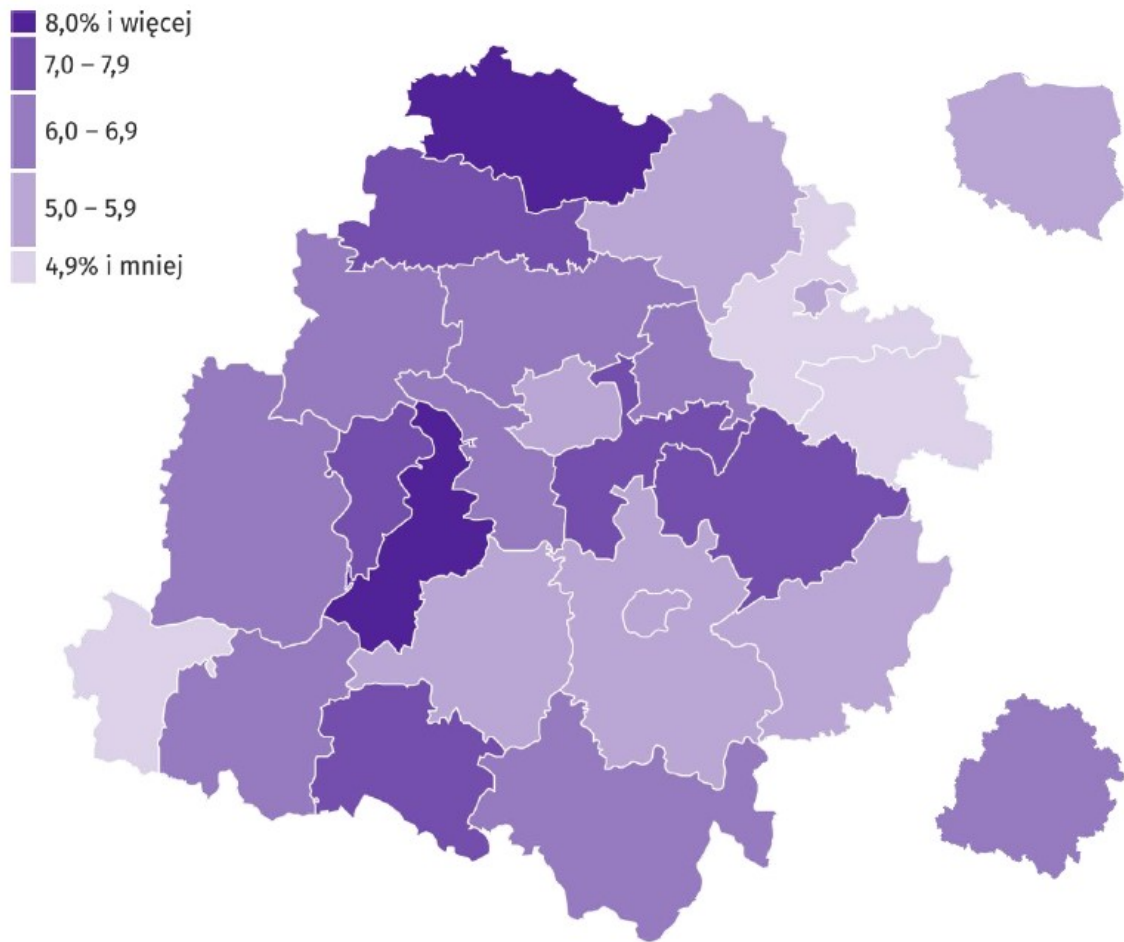 8,0% i więcej
7,0 – 7,9
6,0 – 6,9
5,0 – 5,9
4,9% i mniej